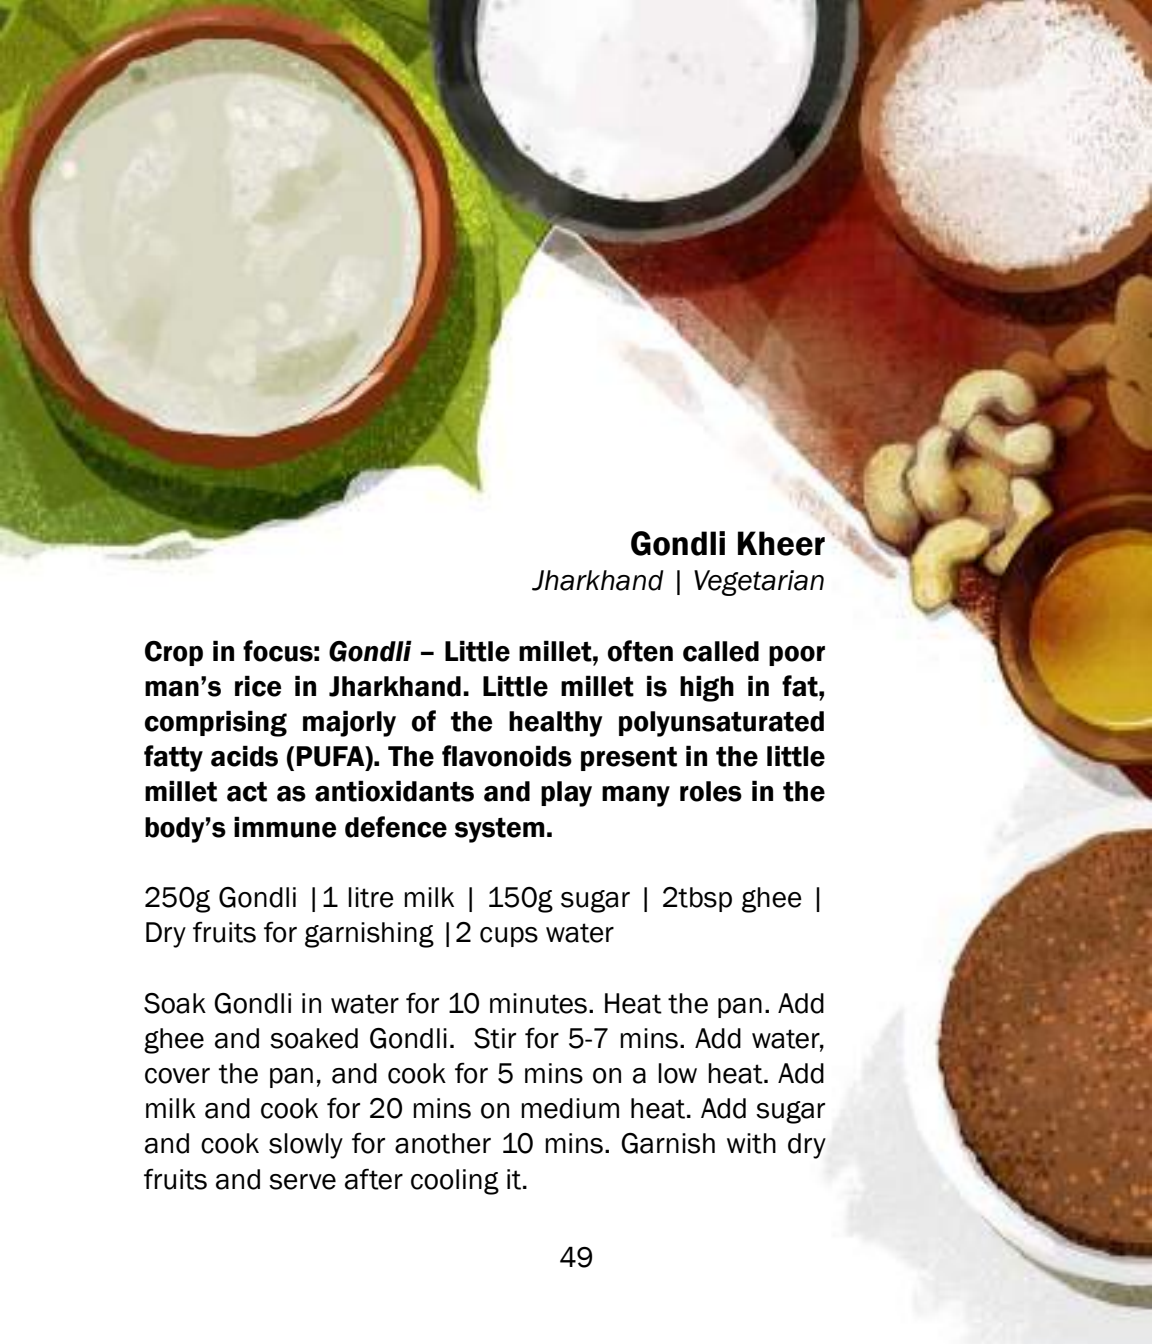 Gondli Kheer
Jharkhand | Vegetarian
Crop in focus: Gondli – Little millet, often called poor
man’s rice in Jharkhand. Little millet is high in fat,
comprising majorly of the healthy polyunsaturated
fatty acids (PUFA). The flavonoids present in the little
millet act as antioxidants and play many roles in the
body’s immune defence system.
250g Gondli |1 litre milk | 150g sugar | 2tbsp ghee |
Dry fruits for garnishing |2 cups water
Soak Gondli in water for 10 minutes. Heat the pan. Add
ghee and soaked Gondli.  Stir for 5-7 mins. Add water,
cover the pan, and cook for 5 mins on a low heat. Add
milk and cook for 20 mins on medium heat. Add sugar
and cook slowly for another 10 mins. Garnish with dry
fruits and serve after cooling it.
49